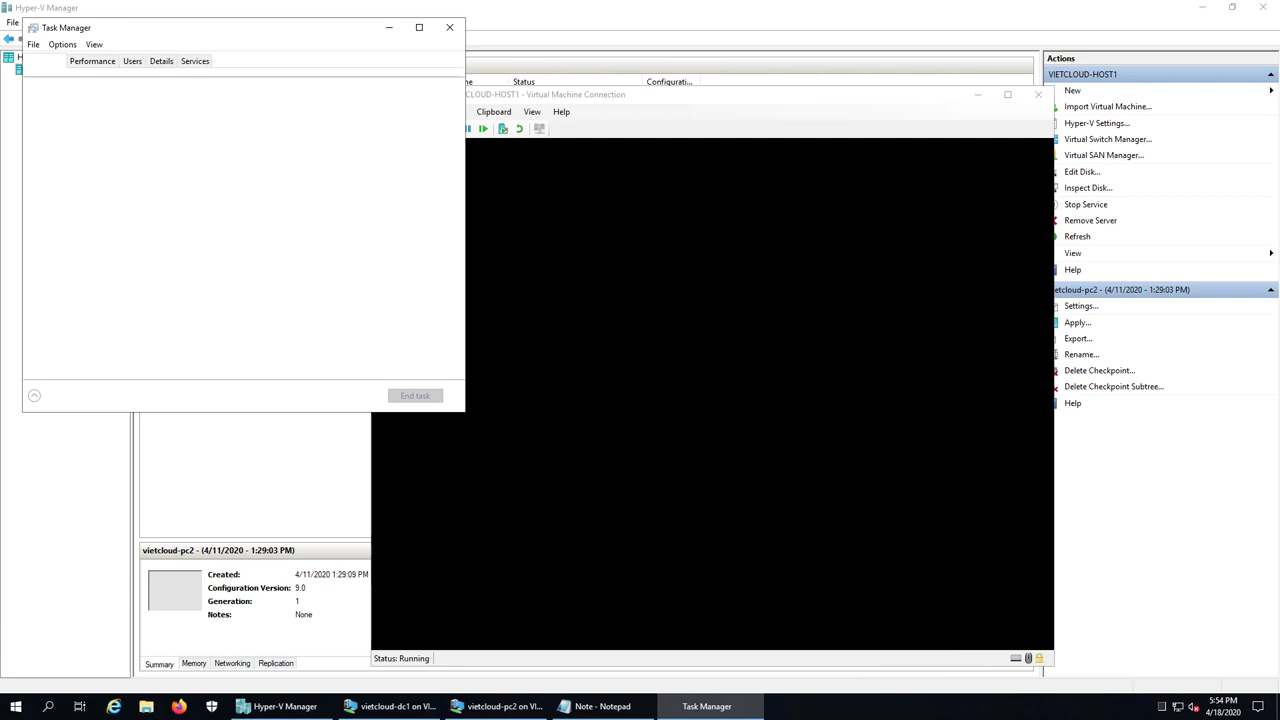 Hyper-V Manager
File
Task Manager
File Options View
Performance Users Details Services
End task
Status Configurati...
CLOUD-HOST1 - Virtual Machine Connection
Clipboard View Help
Status: Running
vietcloud-pc2 - (4/11/2020 - 1:29:03 PM)
Created: 4/11/2020 1:29:09 PM
Configuration Version: 9.0
Generation: 1
Notes: None
Summary Memory Networking Replication
Actions
VIETCLOUD-HOST1
New
Import Virtual Machine...
Hyper-V Settings...
Virtual Switch Manager...
Virtual SAN Manager...
Edit Disk...
Inspect Disk...
Stop Service
Remove Server
Refresh
View
Help
etcloud-pc2 - (4/11/2020 - 1:29:03 PM)
Settings...
Apply...
Export...
Rename...
Delete Checkpoint...
Delete Checkpoint Subtree...
Help
Hyper-V Manager vietcloud-dc1 on VI... vietcloud-pc2 on VI... Note - Notepad Task Manager
5:54 PM
4/18/2020